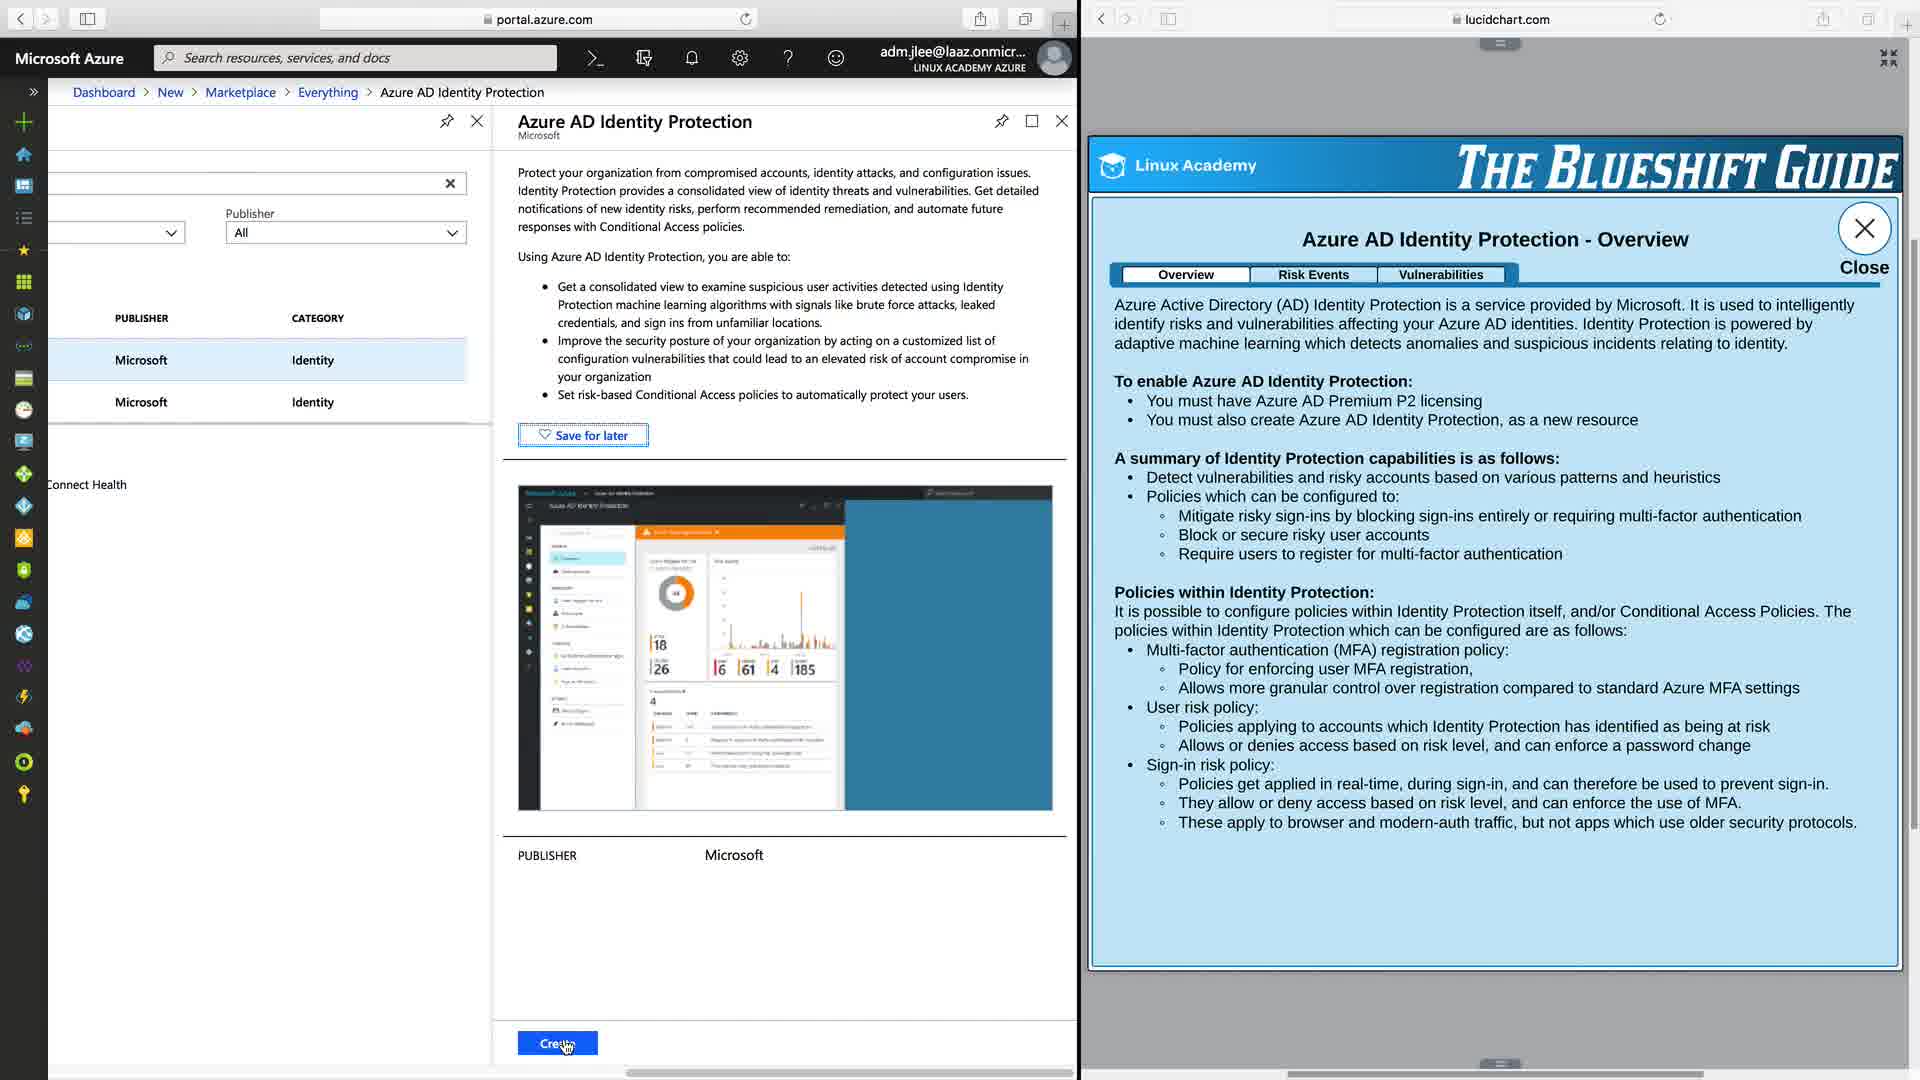 portal.azure.com
Microsoft Azure
Search resources, services, and docs
adm.jlee@laaz.onmicr...
LINUX ACADEMY AZURE
Dashboard > New > Marketplace > Everything > Azure AD Identity Protection
Publisher
All
PUBLISHER CATEGORY
Microsoft Identity
Microsoft Identity
Connect Health
Azure AD Identity Protection
Microsoft
Protect your organization from compromised accounts, identity attacks, and configuration issues.
Identity Protection provides a consolidated view of identity threats and vulnerabilities. Get detailed
notifications of new identity risks, perform recommended remediation, and automate future
responses with Conditional Access policies.
Using Azure AD Identity Protection, you are able to:
• Get a consolidated view to examine suspicious user activities detected using Identity
Protection machine learning algorithms with signals like brute force attacks, leaked
credentials, and sign ins from unfamiliar locations.
• Improve the security posture of your organization by acting on a customized list of
configuration vulnerabilities that could lead to an elevated risk of account compromise in
your organization
• Set risk-based Conditional Access policies to automatically protect your users.
Save for later
18
26
6 61 4 185
4
PUBLISHER Microsoft
lucidchart.com
Linux Academy
THE BLUESHIFT GUIDE
Azure AD Identity Protection - Overview
Close
Overview Risk Events Vulnerabilities
Azure Active Directory (AD) Identity Protection is a service provided by Microsoft. It is used to intelligently
identify risks and vulnerabilities affecting your Azure AD identities. Identity Protection is powered by
adaptive machine learning which detects anomalies and suspicious incidents relating to identity.
To enable Azure AD Identity Protection:
• You must have Azure AD Premium P2 licensing
• You must also create Azure AD Identity Protection, as a new resource
A summary of Identity Protection capabilities is as follows:
• Detect vulnerabilities and risky accounts based on various patterns and heuristics
• Policies which can be configured to:
◦ Mitigate risky sign-ins by blocking sign-ins entirely or requiring multi-factor authentication
◦ Block or secure risky user accounts
◦ Require users to register for multi-factor authentication
Policies within Identity Protection:
It is possible to configure policies within Identity Protection itself, and/or Conditional Access Policies. The
policies within Identity Protection which can be configured are as follows:
• Multi-factor authentication (MFA) registration policy:
◦ Policy for enforcing user MFA registration,
◦ Allows more granular control over registration compared to standard Azure MFA settings
• User risk policy:
◦ Policies applying to accounts which Identity Protection has identified as being at risk
◦ Allows or denies access based on risk level, and can enforce a password change
• Sign-in risk policy:
◦ Policies get applied in real-time, during sign-in, and can therefore be used to prevent sign-in.
◦ They allow or deny access based on risk level, and can enforce the use of MFA.
◦ These apply to browser and modern-auth traffic, but not apps which use older security protocols.